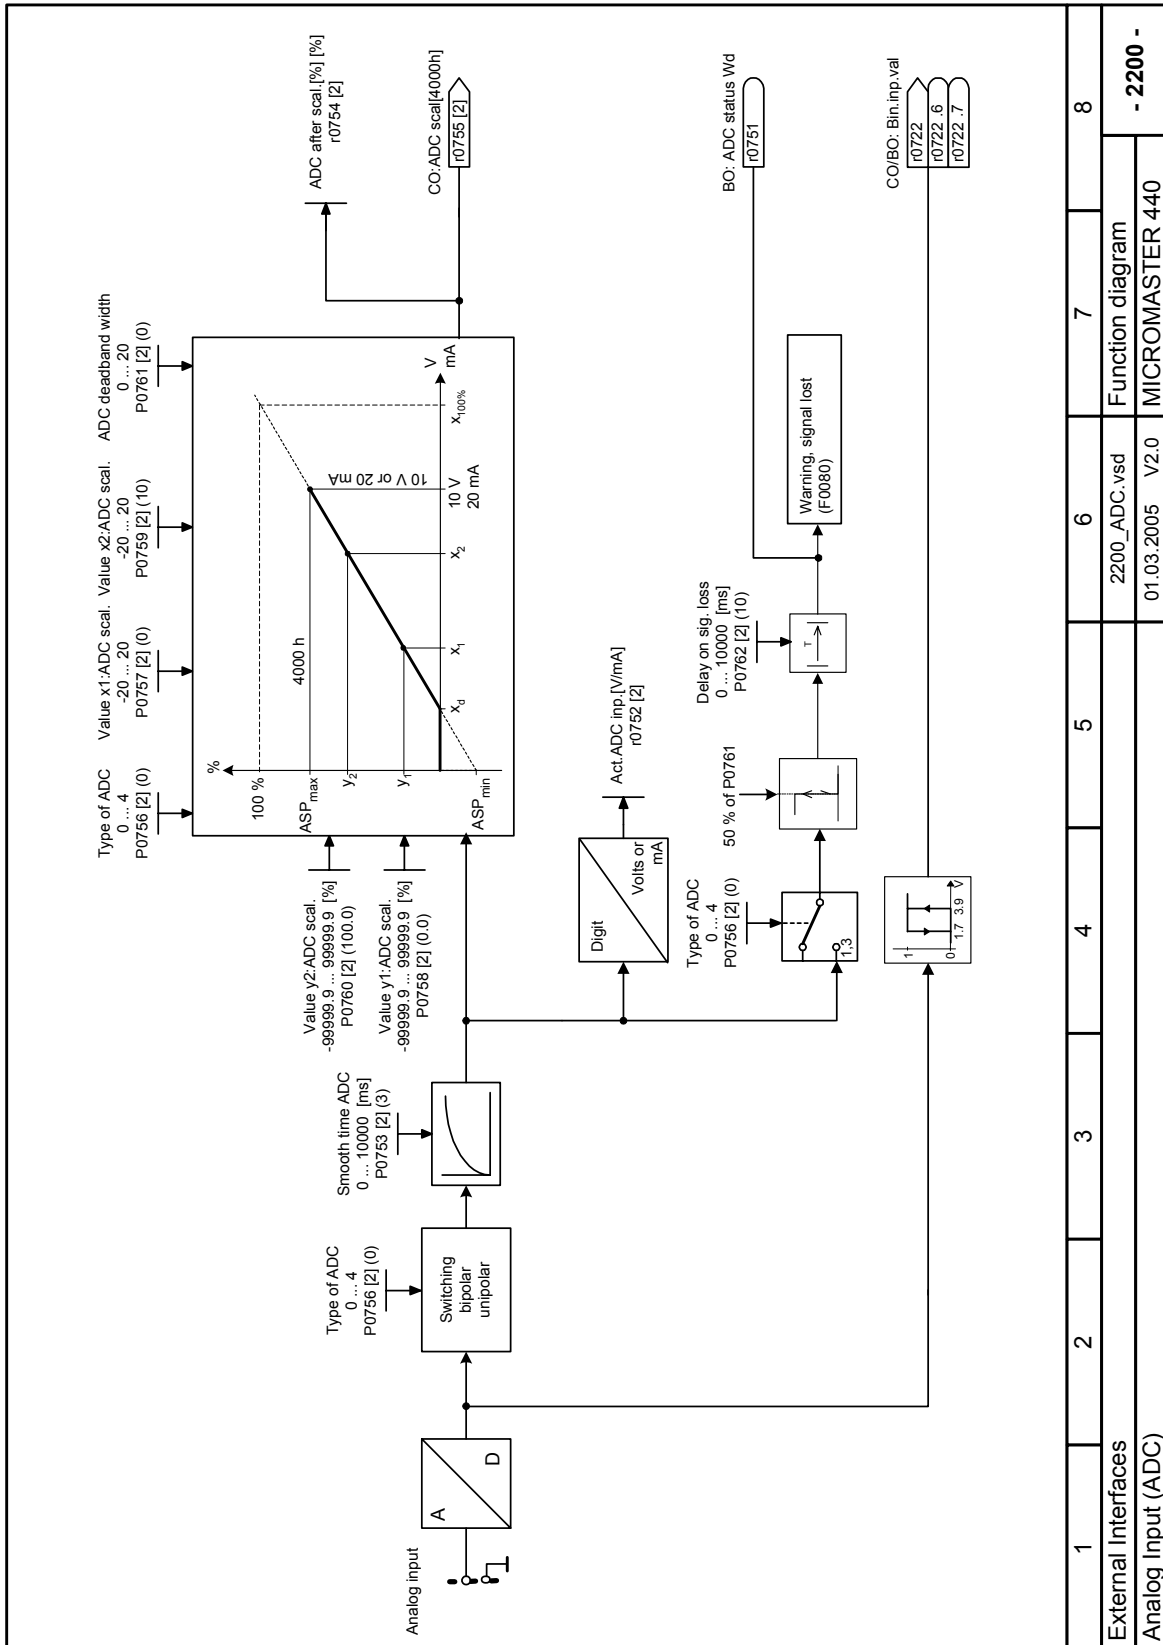 ADC after scal.[%] [%]
r0754 [2]
CO:ADC scal[4000h]
r0755 [2]
BO: ADC status Wd
r0751
CO/BO: Bin.inp.val
r0722
r0722 .6
r0722 .7
Type of ADC
0 ... 4
P0756 [2] (0)
Value x1:ADC scal.
-20 ... 20
P0757 [2] (0)
Value x2:ADC scal.
-20 ... 20
P0759 [2] (10)
ADC deadband width
0 ... 20
P0761 [2] (0)
%
100 %
ASPmax
y2
y1
ASPmin
4000 h
10 V or 20 mA
xd
x1
x2
10 V
20 mA
x100%
V
mA
Value y2:ADC scal.
-99999.9 ... 99999.9 [%]
P0760 [2] (100.0)
Value y1:ADC scal.
-99999.9 ... 99999.9 [%]
P0758 [2] (0.0)
Smooth time ADC
0 ... 10000 [ms]
P0753 [2] (3)
Type of ADC
0 ... 4
P0756 [2] (0)
Switching
bipolar
unipolar
Analog input
A
D
Digit
Volts or
mA
Act.ADC inp.[V/mA]
r0752 [2]
Type of ADC
0 ... 4
P0756 [2] (0)
1,3
50 % of P0761
Delay on sig. loss
0 ... 10000 [ms]
P0762 [2] (10)
T
Warning, signal lost
(F0080)
1
0
1.7 3.9 V
1 2 3 4 5 6 7 8
External Interfaces
Analog Input (ADC)
2200_ADC.vsd
01.03.2005 V2.0
Function diagram
MICROMASTER 440
- 2200 -